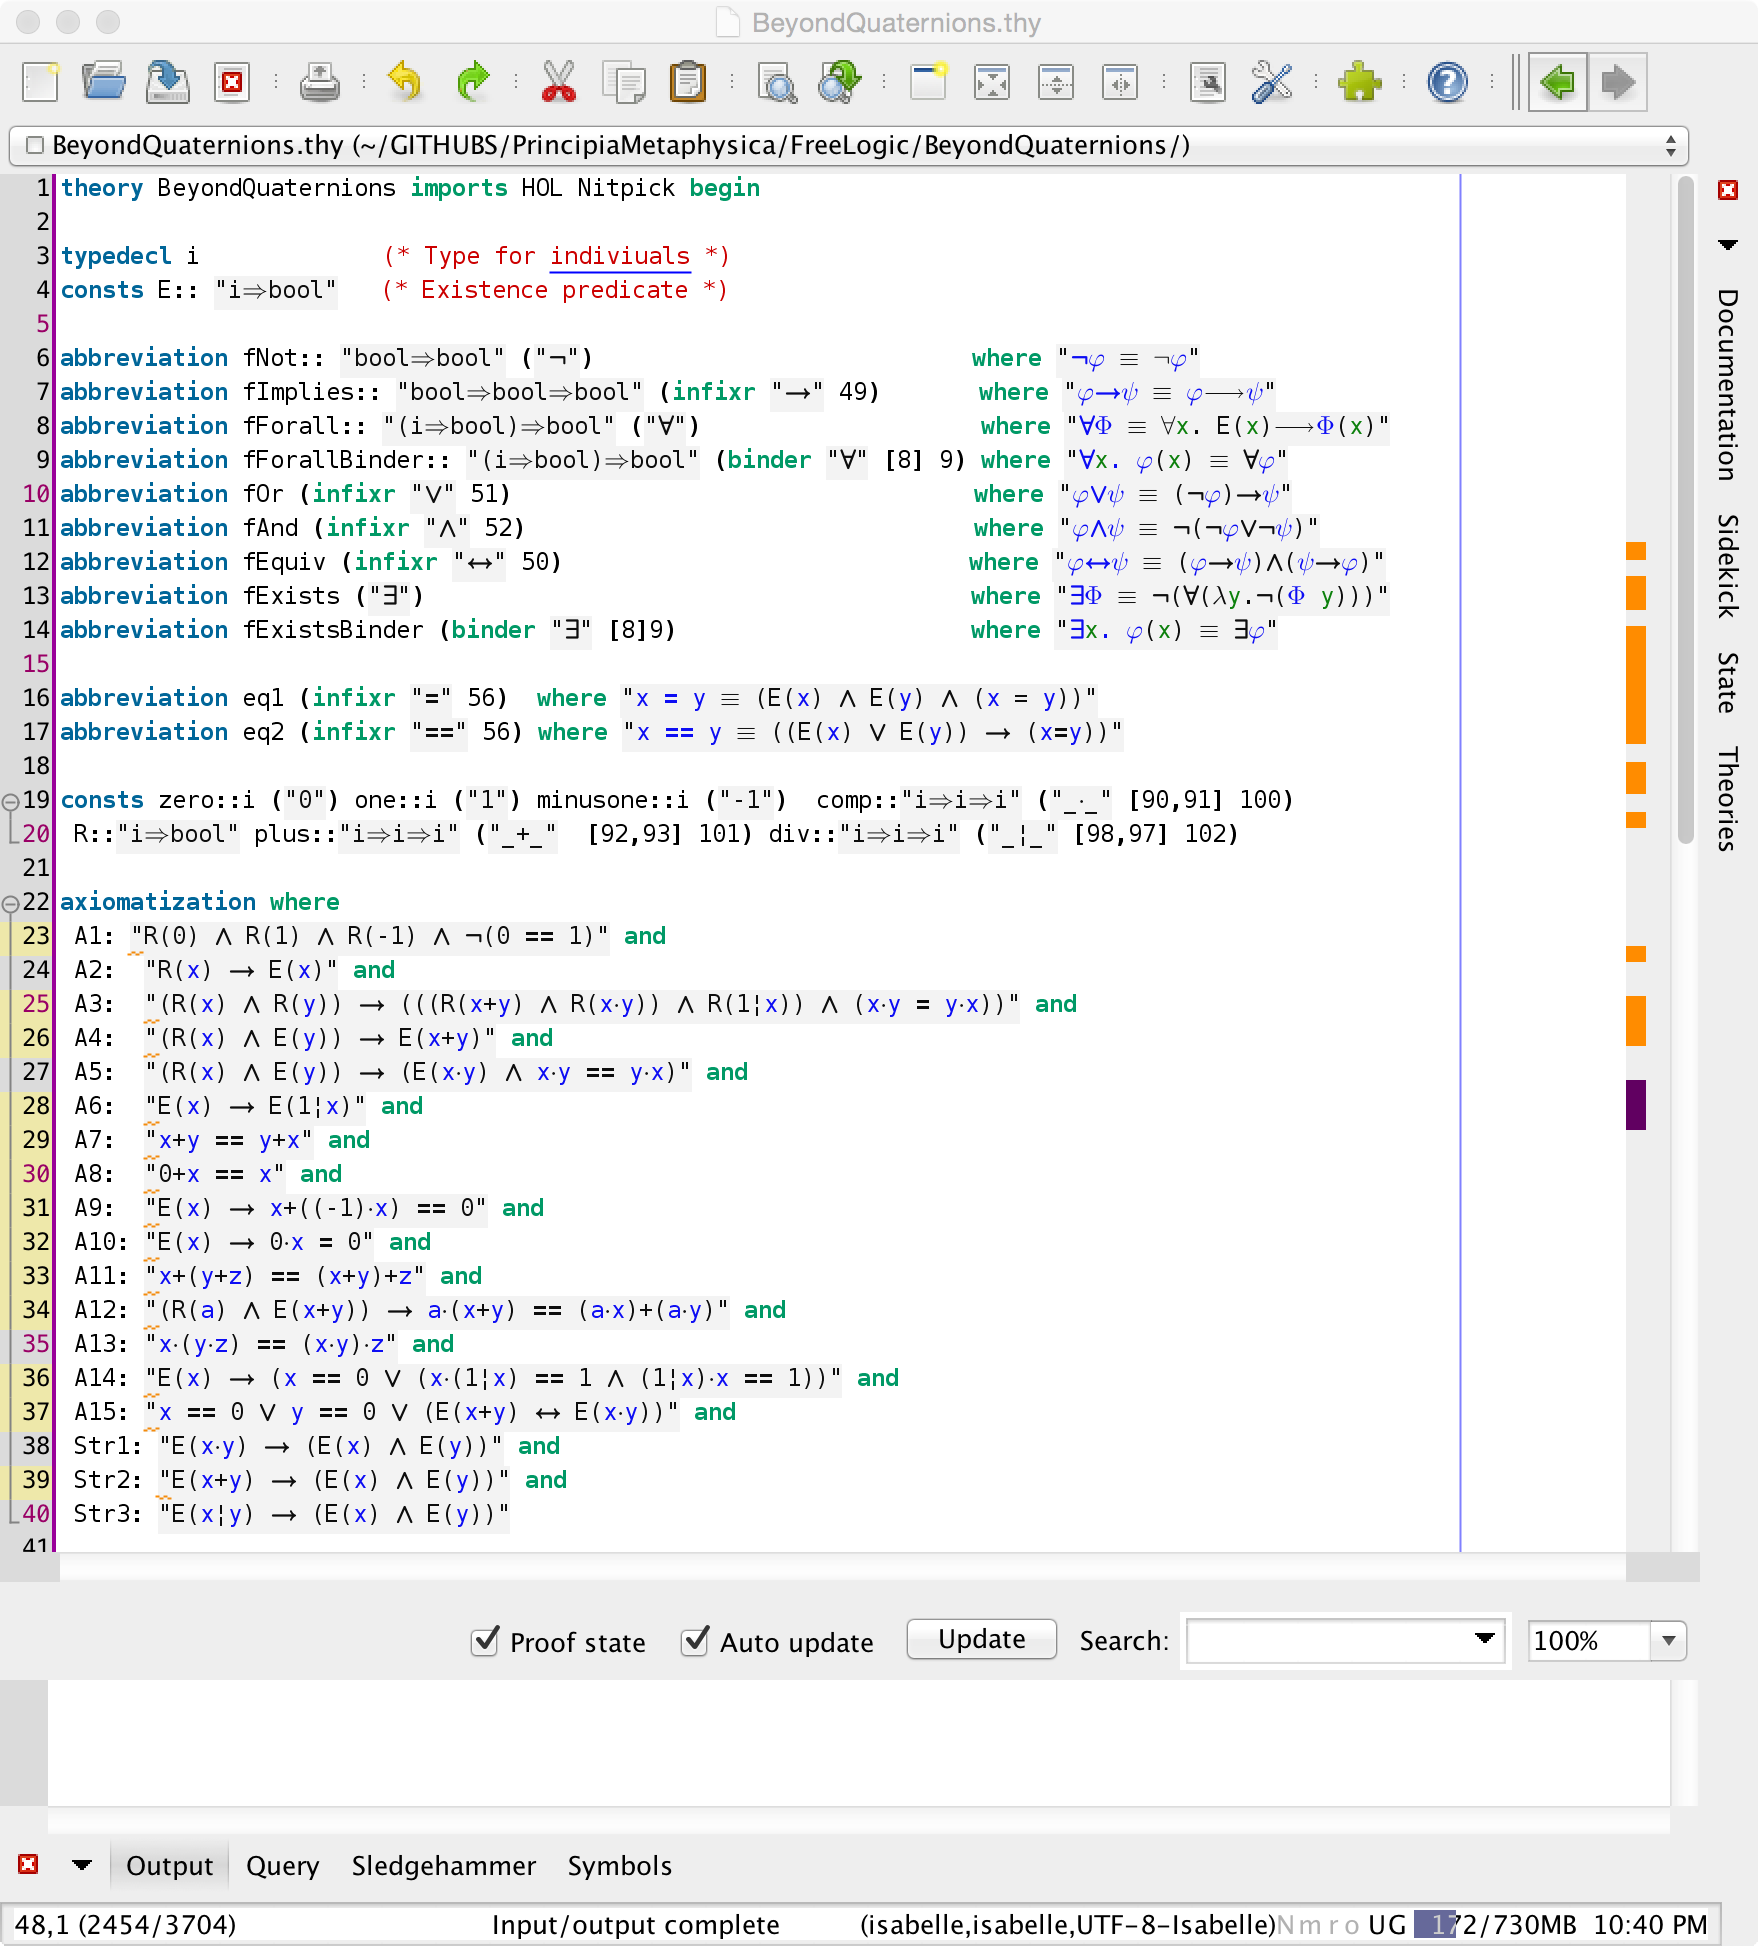 BeyondQuaternions.thy
BeyondQuaternions.thy (~/GITHUBS/PrincipiaMetaphysica/FreeLogic/BeyondQuaternions/)
1 theory BeyondQuaternions imports HOL Nitpick begin
2
3 typedecl i (* Type for indiviuals *)
4 consts E:: "i⇒bool" (* Existence predicate *)
5
6 abbreviation fNot:: "bool⇒bool" ("¬") where "¬φ ≡ ¬φ"
7 abbreviation fImplies:: "bool⇒bool⇒bool" (infixr "→" 49) where "φ→ψ ≡ φ⟶ψ"
8 abbreviation fForall:: "(i⇒bool)⇒bool" ("∀") where "∀Φ ≡ ∀x. E(x)⟶Φ(x)"
9 abbreviation fForallBinder:: "(i⇒bool)⇒bool" (binder "∀" [8] 9) where "∀x. φ(x) ≡ ∀φ"
10 abbreviation fOr (infixr "∨" 51) where "φ∨ψ ≡ (¬φ)→ψ"
11 abbreviation fAnd (infixr "∧" 52) where "φ∧ψ ≡ ¬(¬φ∨¬ψ)"
12 abbreviation fEquiv (infixr "↔" 50) where "φ↔ψ ≡ (φ→ψ)∧(ψ→φ)"
13 abbreviation fExists ("∃") where "∃Φ ≡ ¬(∀(λy.¬(Φ y)))"
14 abbreviation fExistsBinder (binder "∃" [8]9) where "∃x. φ(x) ≡ ∃φ"
15
16 abbreviation eq1 (infixr "=" 56) where "x = y ≡ (E(x) ∧ E(y) ∧ (x = y))"
17 abbreviation eq2 (infixr "==" 56) where "x == y ≡ ((E(x) ∨ E(y)) → (x=y))"
18
19 consts zero::i ("0") one::i ("1") minusone::i ("-1") comp::"i⇒i⇒i" ("_·_" [90,91] 100)
20 R::"i⇒bool" plus::"i⇒i⇒i" ("_+_" [92,93] 101) div::"i⇒i⇒i" ("_¦_" [98,97] 102)
21
22 axiomatization where
23 A1: "R(0) ∧ R(1) ∧ R(-1) ∧ ¬(0 == 1)" and
24 A2: "R(x) → E(x)" and
25 A3: "(R(x) ∧ R(y)) → (((R(x+y) ∧ R(x·y)) ∧ R(1¦x)) ∧ (x·y = y·x))" and
26 A4: "(R(x) ∧ E(y)) → E(x+y)" and
27 A5: "(R(x) ∧ E(y)) → (E(x·y) ∧ x·y == y·x)" and
28 A6: "E(x) → E(1¦x)" and
29 A7: "x+y == y+x" and
30 A8: "0+x == x" and
31 A9: "E(x) → x+((-1)·x) == 0" and
32 A10: "E(x) → 0·x = 0" and
33 A11: "x+(y+z) == (x+y)+z" and
34 A12: "(R(a) ∧ E(x+y)) → a·(x+y) == (a·x)+(a·y)" and
35 A13: "x·(y·z) == (x·y)·z" and
36 A14: "E(x) → (x == 0 ∨ (x·(1¦x) == 1 ∧ (1¦x)·x == 1))" and
37 A15: "x == 0 ∨ y == 0 ∨ (E(x+y) ↔ E(x·y))" and
38 Str1: "E(x·y) → (E(x) ∧ E(y))" and
39 Str2: "E(x+y) → (E(x) ∧ E(y))" and
40 Str3: "E(x¦y) → (E(x) ∧ E(y))"
41
Documentation
Sidekick
State
Theories
Proof state Auto update Update Search: 100%
Output Query Sledgehammer Symbols
48,1 (2454/3704) Input/output complete (isabelle,isabelle,UTF-8-Isabelle)N m r o UG 172/730MB 10:40 PM